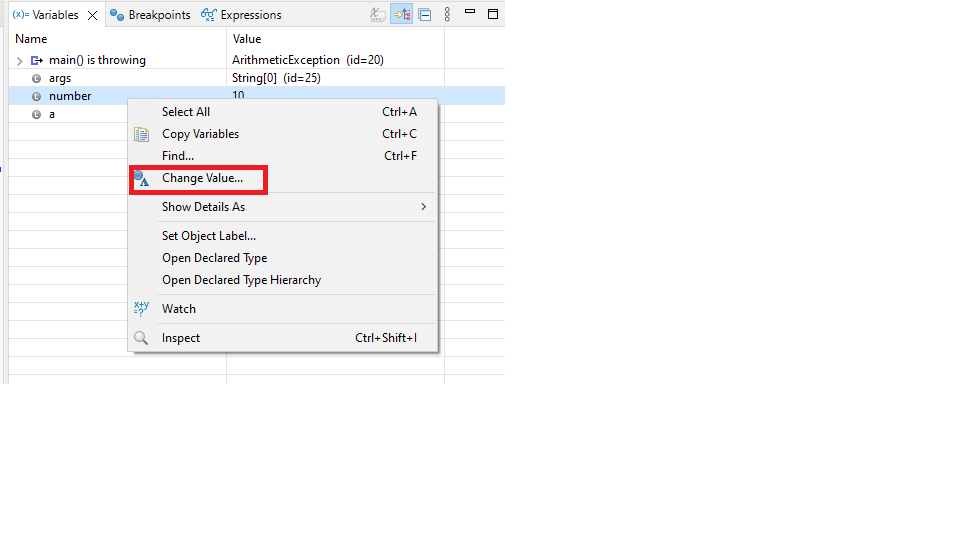 (x)= Variables Breakpoints Expressions
Name Value
main() is throwing ArithmeticException (id=20)
args String[0] (id=25)
number 10
a
Select All Ctrl+A
Copy Variables Ctrl+C
Find... Ctrl+F
Change Value...
Show Details As
Set Object Label...
Open Declared Type
Open Declared Type Hierarchy
x+y
=?
Watch
Inspect Ctrl+Shift+I